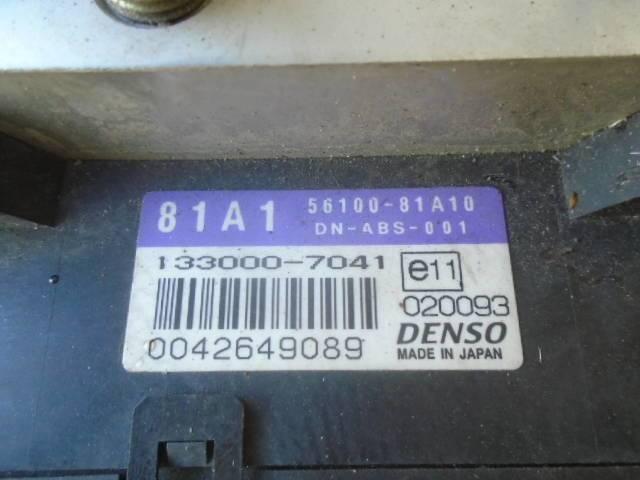 81A1 56100-81A10
DN-ABS-001
133000-7041 e11
020093
0042649089 DENSO
MADE IN JAPAN